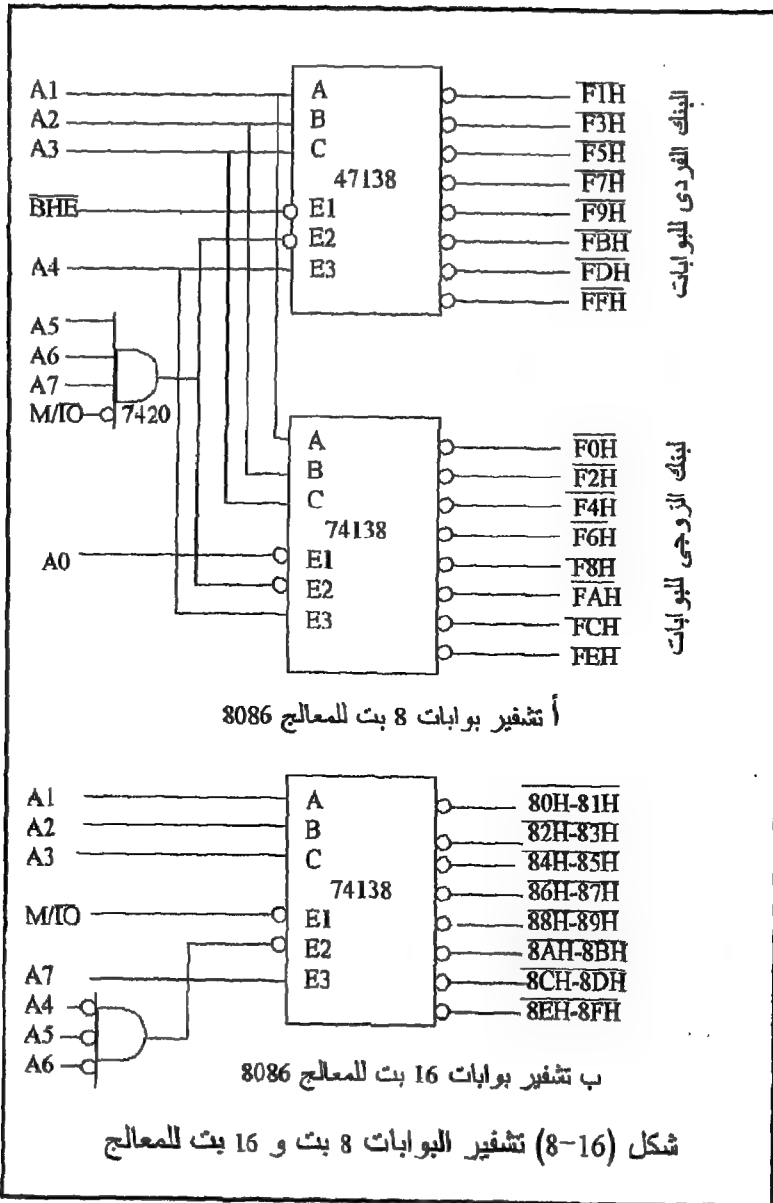 A1 A F1H
A2 B F3H
A3 C F5H
47138 F7H
BHE E1 F9H
E2 FBH
A4 E3 FDH
FFH
البنك الفردى للبوابات
A5
A6
A7
M/IO 7420
A F0H
B F2H
C F4H
74138 F6H
A0 E1 F8H
E2 FAH
E3 FCH
FEH
لبنك الزوجى للبوابات
أ تشفير بوابات 8 بت للمعالج 8086
A1 A 80H-81H
A2 B 82H-83H
A3 C 84H-85H
74138 86H-87H
M/IO E1 88H-89H
E2 8AH-8BH
A7 E3 8CH-8DH
A4 8EH-8FH
A5
A6
ب تشفير بوابات 16 بت للمعالج 8086
شكل (16-8) تشفير البوابات 8 بت و 16 بت للمعالج